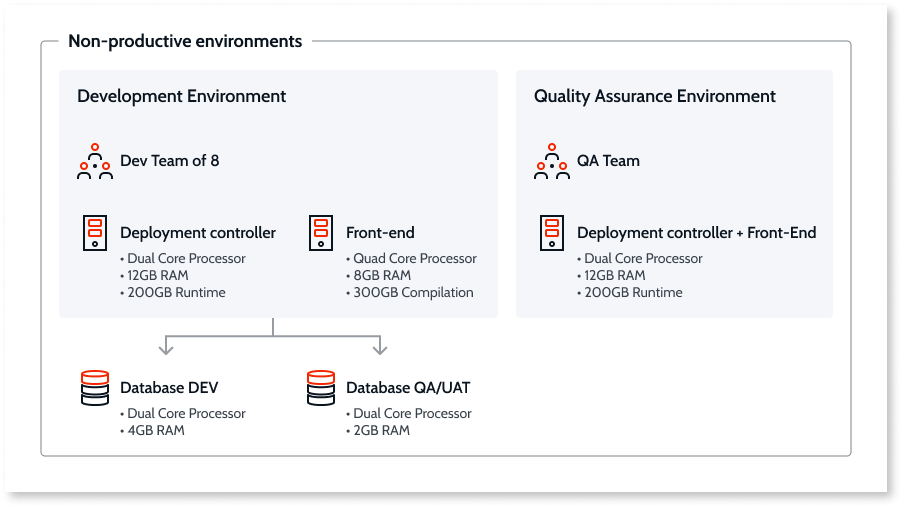 Non-productive environments
Development Environment
Dev Team of 8
Deployment controller
• Dual Core Processor
• 12GB RAM
• 200GB Runtime
Front-end
• Quad Core Processor
• 8GB RAM
• 300GB Compilation
Quality Assurance Environment
QA Team
Deployment controller + Front-End
• Dual Core Processor
• 12GB RAM
• 200GB Runtime
Database DEV
• Dual Core Processor
• 4GB RAM
Database QA/UAT
• Dual Core Processor
• 2GB RAM